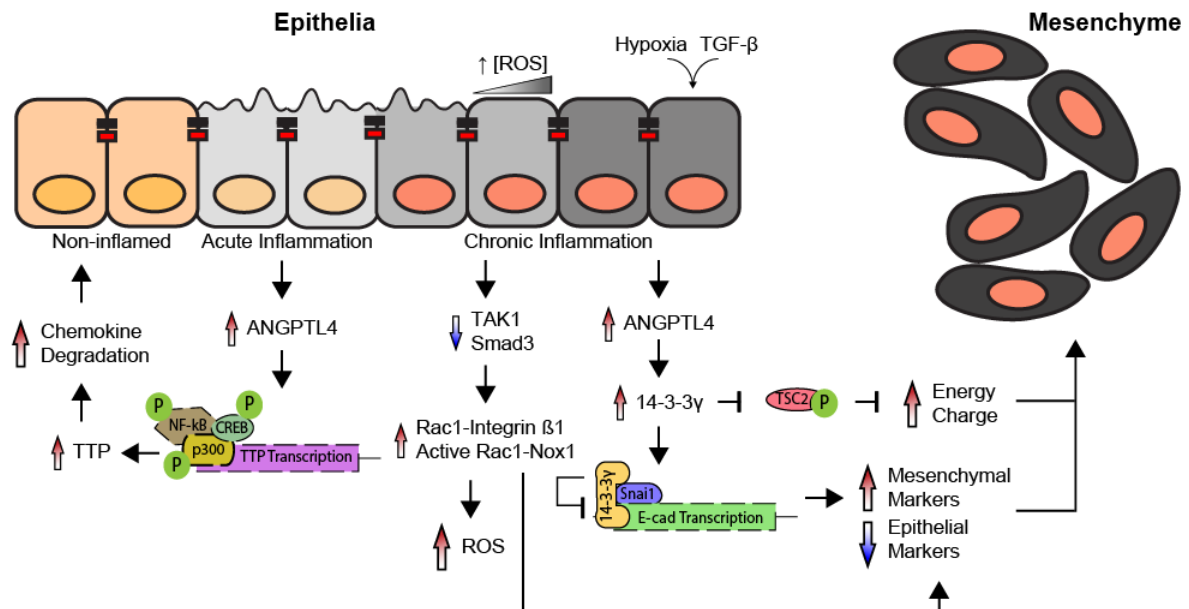 Epithelia
Mesenchyme
Hypoxia TGF-β
↑ [ROS]
Non-inflamed
Acute Inflammation
Chronic Inflammation
Chemokine
Degradation
ANGPTL4
TAK1
Smad3
ANGPTL4
14-3-3γ
TSC2
P
Energy
Charge
P
P
NF-kB
CREB
p300
P
TTP
TTP Transcription
Rac1-Integrin ß1
Active Rac1-Nox1
14-3-3γ
Snai1
E-cad Transcription
Mesenchymal
Markers
Epithelial
Markers
ROS